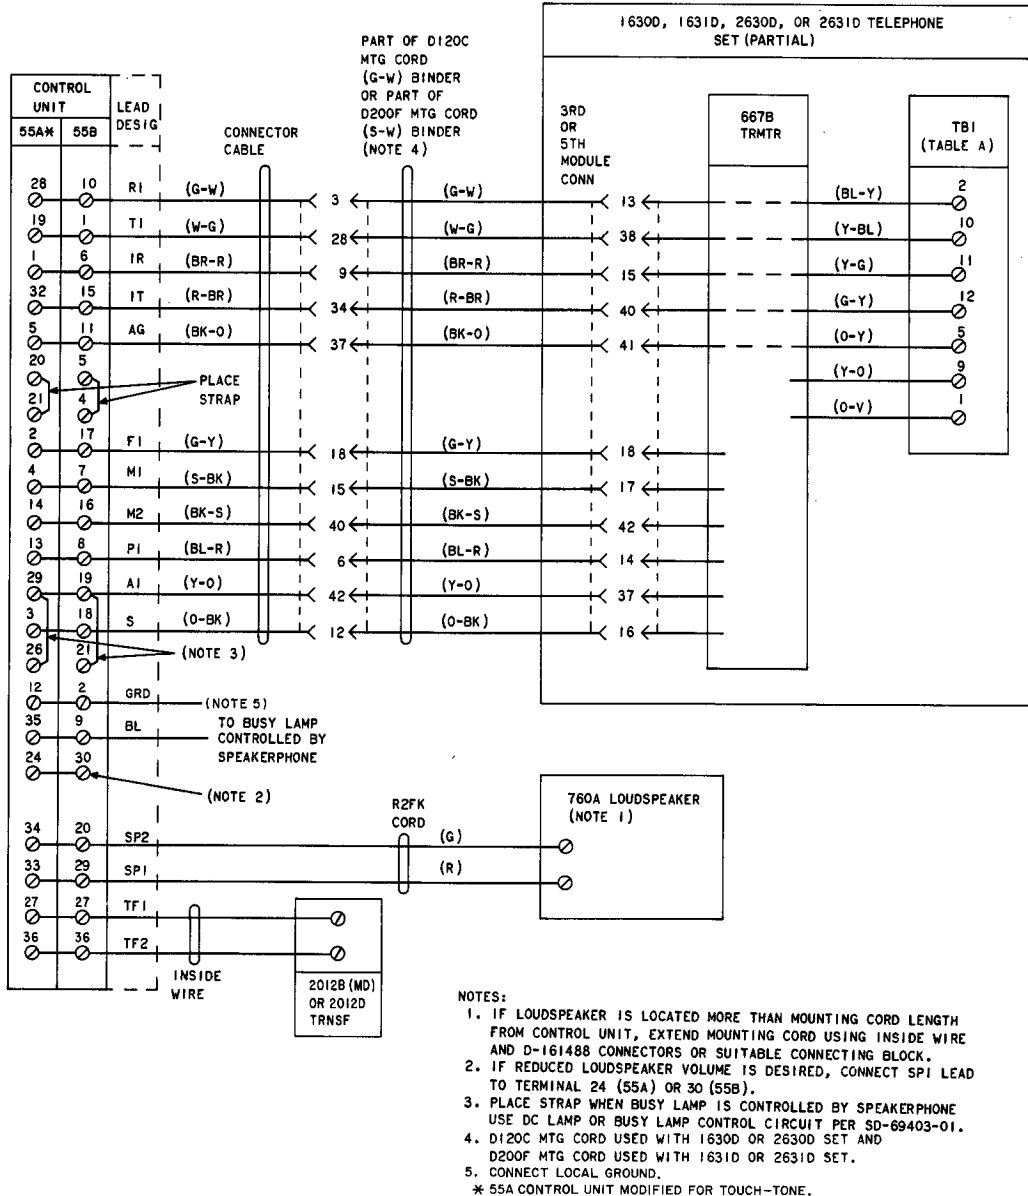 1630D, 1631D, 2630D, OR 2631D TELEPHONE
SET (PARTIAL)
PART OF D120C
MTG CORD
(G-W) BINDER
OR PART OF
D200F MTG CORD
(S-W) BINDER
(NOTE 4)
CONTROL
UNIT
55A* 55B
LEAD
DESIG
CONNECTOR
CABLE
3RD
OR
5TH
MODULE
CONN
667B
TRMTR
TB1
(TABLE A)
28 10 R1 (G-W) 3 (G-W) 13 (BL-Y) 2
19 1 T1 (W-G) 28 (W-G) 38 (Y-BL) 10
1 6 1R (BR-R) 9 (BR-R) 15 (Y-G) 11
32 15 1T (R-BR) 34 (R-BR) 40 (G-Y) 12
5 11 AG (BK-O) 37 (BK-O) 41 (O-Y) 5
20 5 (Y-O) 9
PLACE
STRAP
21 4 (O-V) 1
2 17 F1 (G-Y) 18 (G-Y) 18
4 7 M1 (S-BK) 15 (S-BK) 17
14 16 M2 (BK-S) 40 (BK-S) 42
13 8 P1 (BL-R) 6 (BL-R) 14
29 19 A1 (Y-O) 42 (Y-O) 37
3 18 S (O-BK) 12 (O-BK) 16
26 21 (NOTE 3)
12 2 GRD (NOTE 5)
35 9 BL TO BUSY LAMP
CONTROLLED BY
SPEAKERPHONE
24 30
(NOTE 2)
R2FK
CORD
760A LOUDSPEAKER
(NOTE 1)
34 20 SP2 (G)
33 29 SP1 (R)
27 27 TF1
36 36 TF2
INSIDE
WIRE
2012B (MD)
OR 2012D
TRNSF
NOTES:
1. IF LOUDSPEAKER IS LOCATED MORE THAN MOUNTING CORD LENGTH
FROM CONTROL UNIT, EXTEND MOUNTING CORD USING INSIDE WIRE
AND D-161488 CONNECTORS OR SUITABLE CONNECTING BLOCK.
2. IF REDUCED LOUDSPEAKER VOLUME IS DESIRED, CONNECT SP1 LEAD
TO TERMINAL 24 (55A) OR 30 (55B).
3. PLACE STRAP WHEN BUSY LAMP IS CONTROLLED BY SPEAKERPHONE
USE DC LAMP OR BUSY LAMP CONTROL CIRCUIT PER SD-69403-01.
4. D120C MTG CORD USED WITH 1630D OR 2630D SET AND
D200F MTG CORD USED WITH 1631D OR 2631D SET.
5. CONNECT LOCAL GROUND.
* 55A CONTROL UNIT MODIFIED FOR TOUCH-TONE.